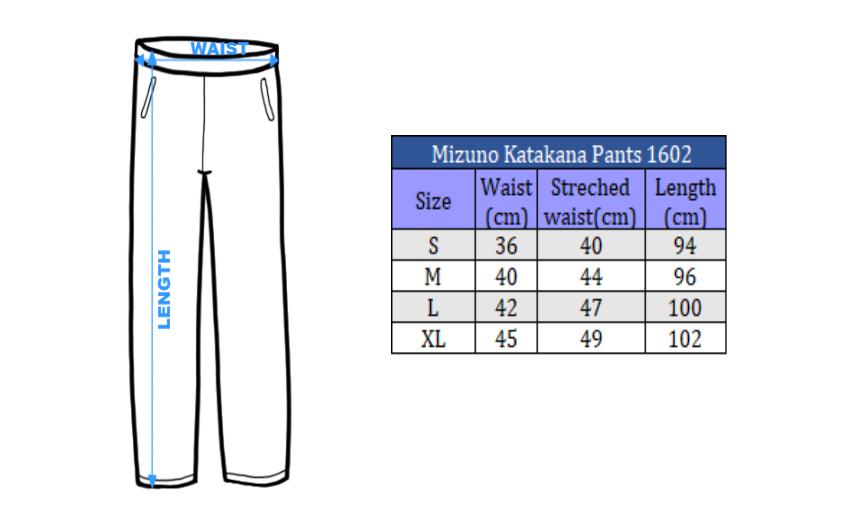 WAIST
LENGTH
Mizuno Katakana Pants 1602
Size Waist (cm) Streched waist(cm) Length (cm)
S 36 40 94
M 40 44 96
L 42 47 100
XL 45 49 102